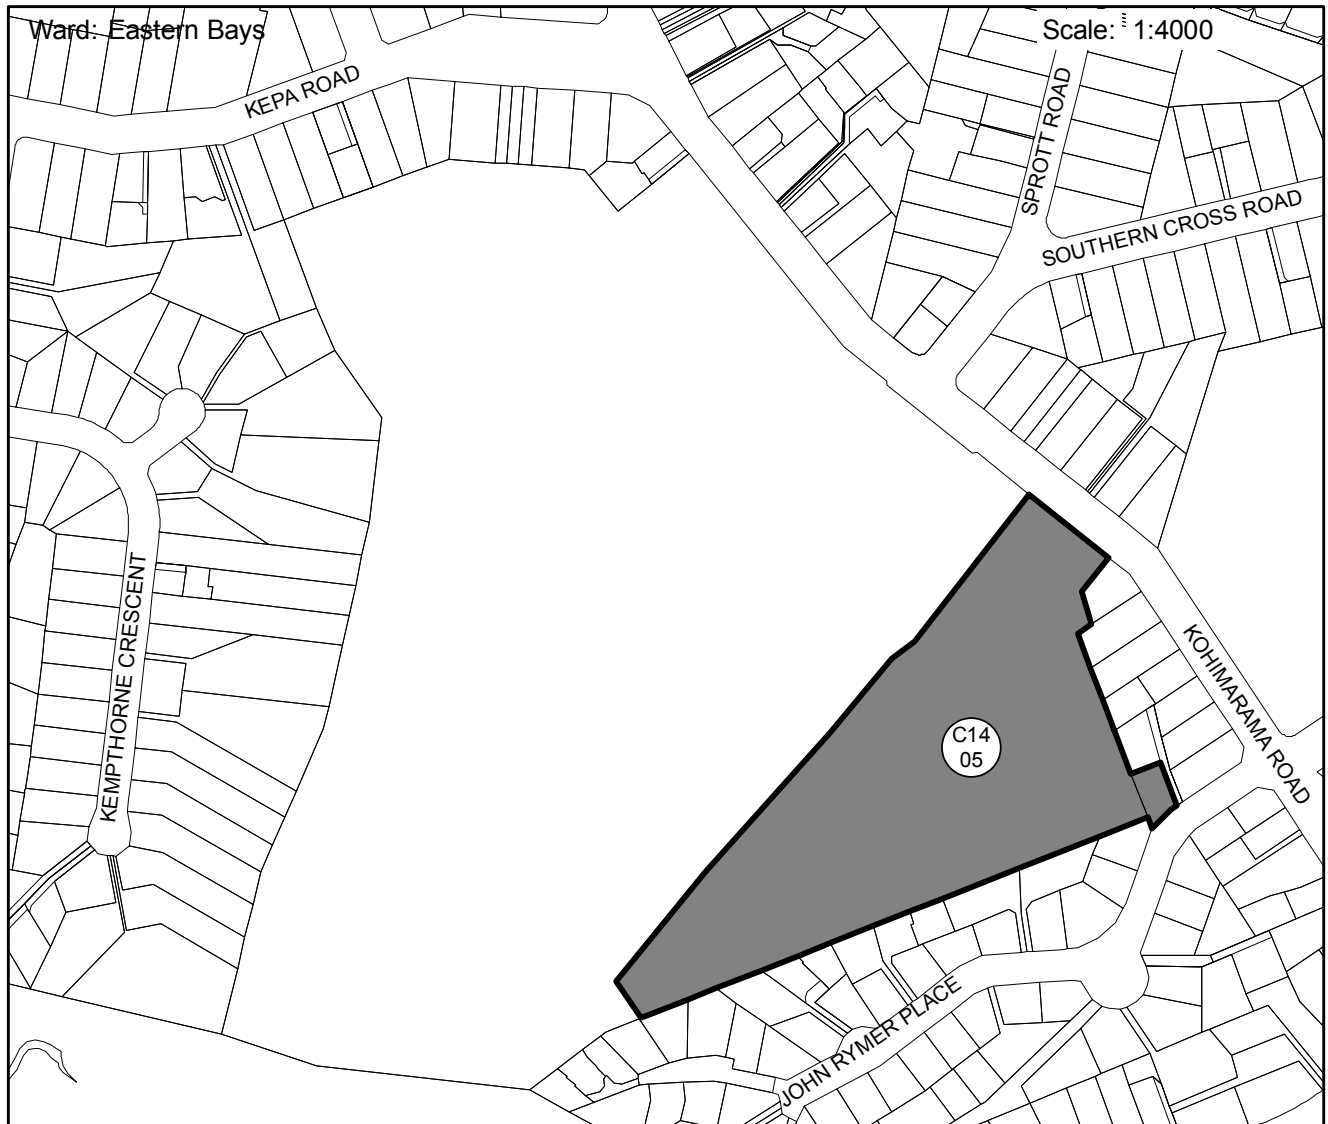 Ward: Eastern Bays
Scale: 1:4000
KEPA ROAD
SPROTT ROAD
SOUTHERN CROSS ROAD
KEMPTHORNE CRESCENT
KOHIMARAMA ROAD
C14
05
JOHN RYMER PLACE